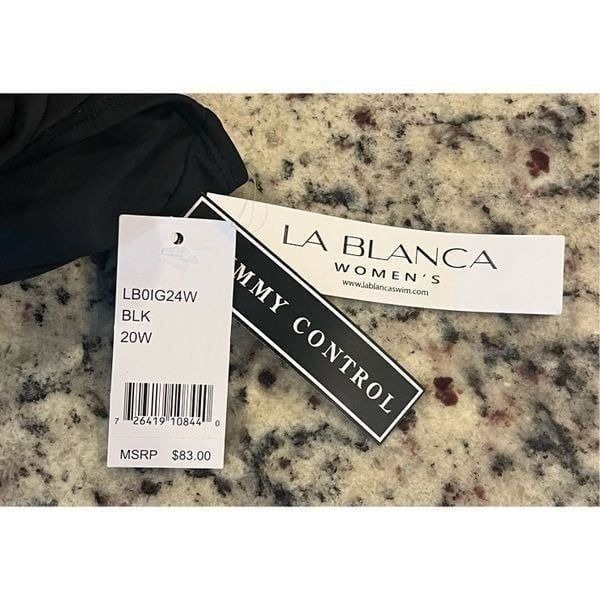 LA BLANCA
WOMEN'S
www.lablancaswim.com
MMY CONTROL
LB0IG24W
BLK
20W
7 26419 10844 0
MSRP $83.00